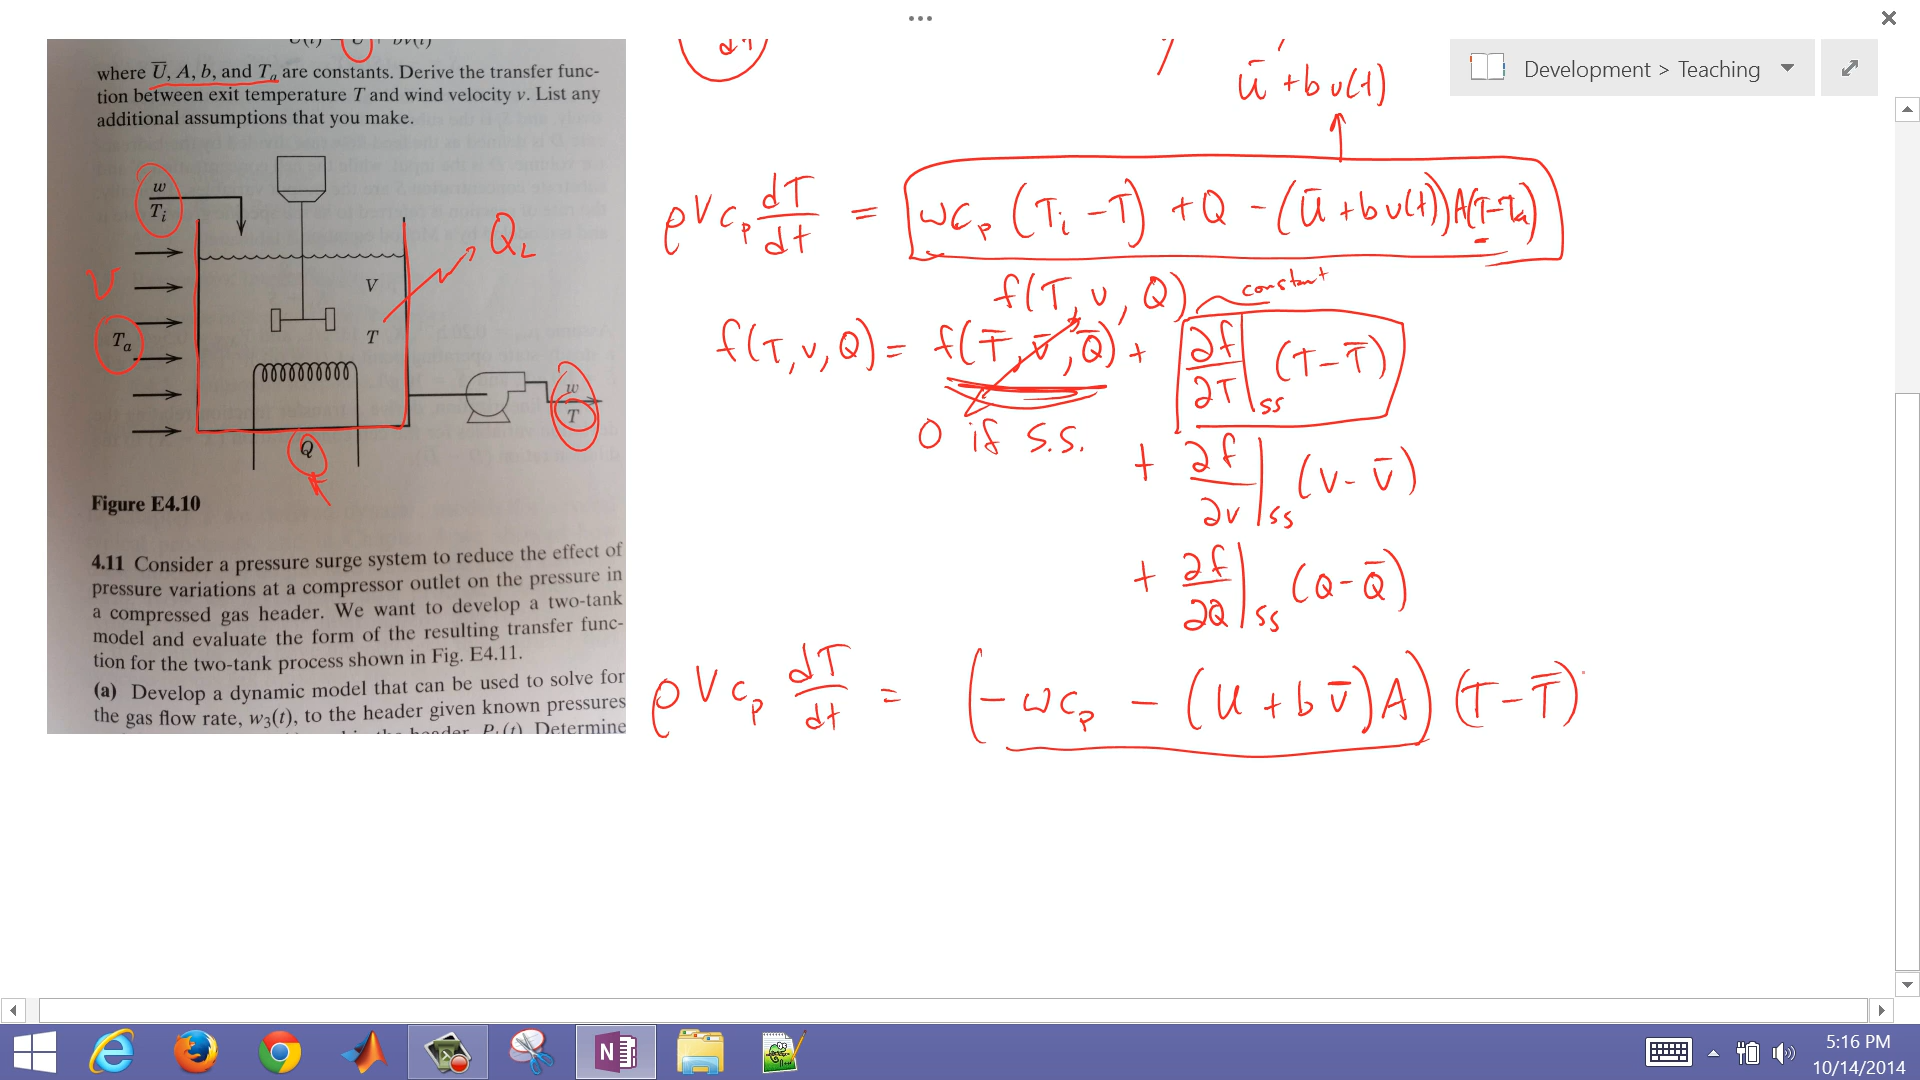 where U̅, A, b, and Tₐ are constants. Derive the transfer func-
tion between exit temperature T and wind velocity v. List any
additional assumptions that you make.
w
Tᵢ
V
Tₐ
V
T
Q_L
w
T
Q
Figure E4.10
4.11 Consider a pressure surge system to reduce the effect of
pressure variations at a compressor outlet on the pressure in
a compressed gas header. We want to develop a two-tank
model and evaluate the form of the resulting transfer func-
tion for the two-tank process shown in Fig. E4.11.
(a) Develop a dynamic model that can be used to solve for
the gas flow rate, w₃(t), to the header given known pressures
Determine
u̅ + b v(t)
ρ V c_p dT/dt = w c_p (Tᵢ - T) + Q - (u̅ + b v(t)) A(T - Tₐ)
f(T, v, Q)
constant
f(T, v, Q) = f(T̅, v̅, Q̅) + ∂f/∂T|ss (T - T̅)
0 if s.s.
+ ∂f/∂v|ss (v - v̅)
+ ∂f/∂Q|ss (Q - Q̅)
ρ V c_p dT/dt = (- w c_p - (u + b v̅) A) (T - T̅)
Development > Teaching
5:16 PM
10/14/2014